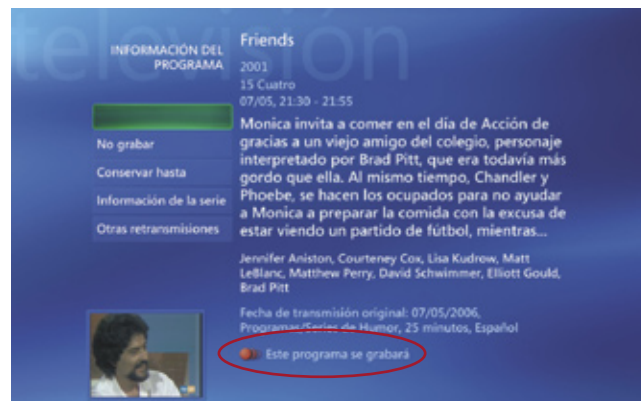 televisión
INFORMACIÓN DEL
PROGRAMA
No grabar
Conservar hasta
Información de la serie
Otras retransmisiones
Friends
2001
15 Cuatro
07/05, 21:30 - 21:55
Monica invita a comer en el día de Acción de
gracias a un viejo amigo del colegio, personaje
interpretado por Brad Pitt, que era todavía más
gordo que ella. Al mismo tiempo, Chandler y
Phoebe, se hacen los ocupados para no ayudar
a Monica a preparar la comida con la excusa de
estar viendo un partido de fútbol, mientras...
Jennifer Aniston, Courteney Cox, Lisa Kudrow, Matt
LeBlanc, Matthew Perry, David Schwimmer, Elliott Gould,
Brad Pitt
Fecha de transmisión original: 07/05/2006,
Programas/Series de Humor, 25 minutos, Español
Este programa se grabará